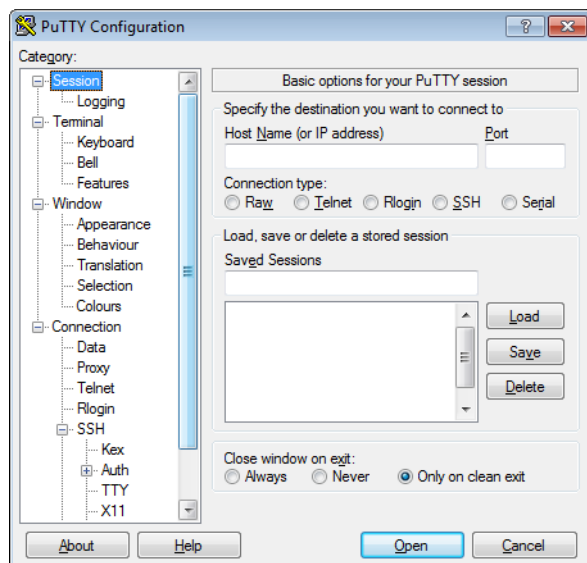 PuTTY Configuration
Category:
Session
Logging
Terminal
Keyboard
Bell
Features
Window
Appearance
Behaviour
Translation
Selection
Colours
Connection
Data
Proxy
Telnet
Rlogin
SSH
Kex
Auth
TTY
X11
Basic options for your PuTTY session
Specify the destination you want to connect to
Host Name (or IP address) Port
Connection type:
Raw Telnet Rlogin SSH Serial
Load, save or delete a stored session
Saved Sessions
Load
Save
Delete
Close window on exit:
Always Never Only on clean exit
About Help Open Cancel